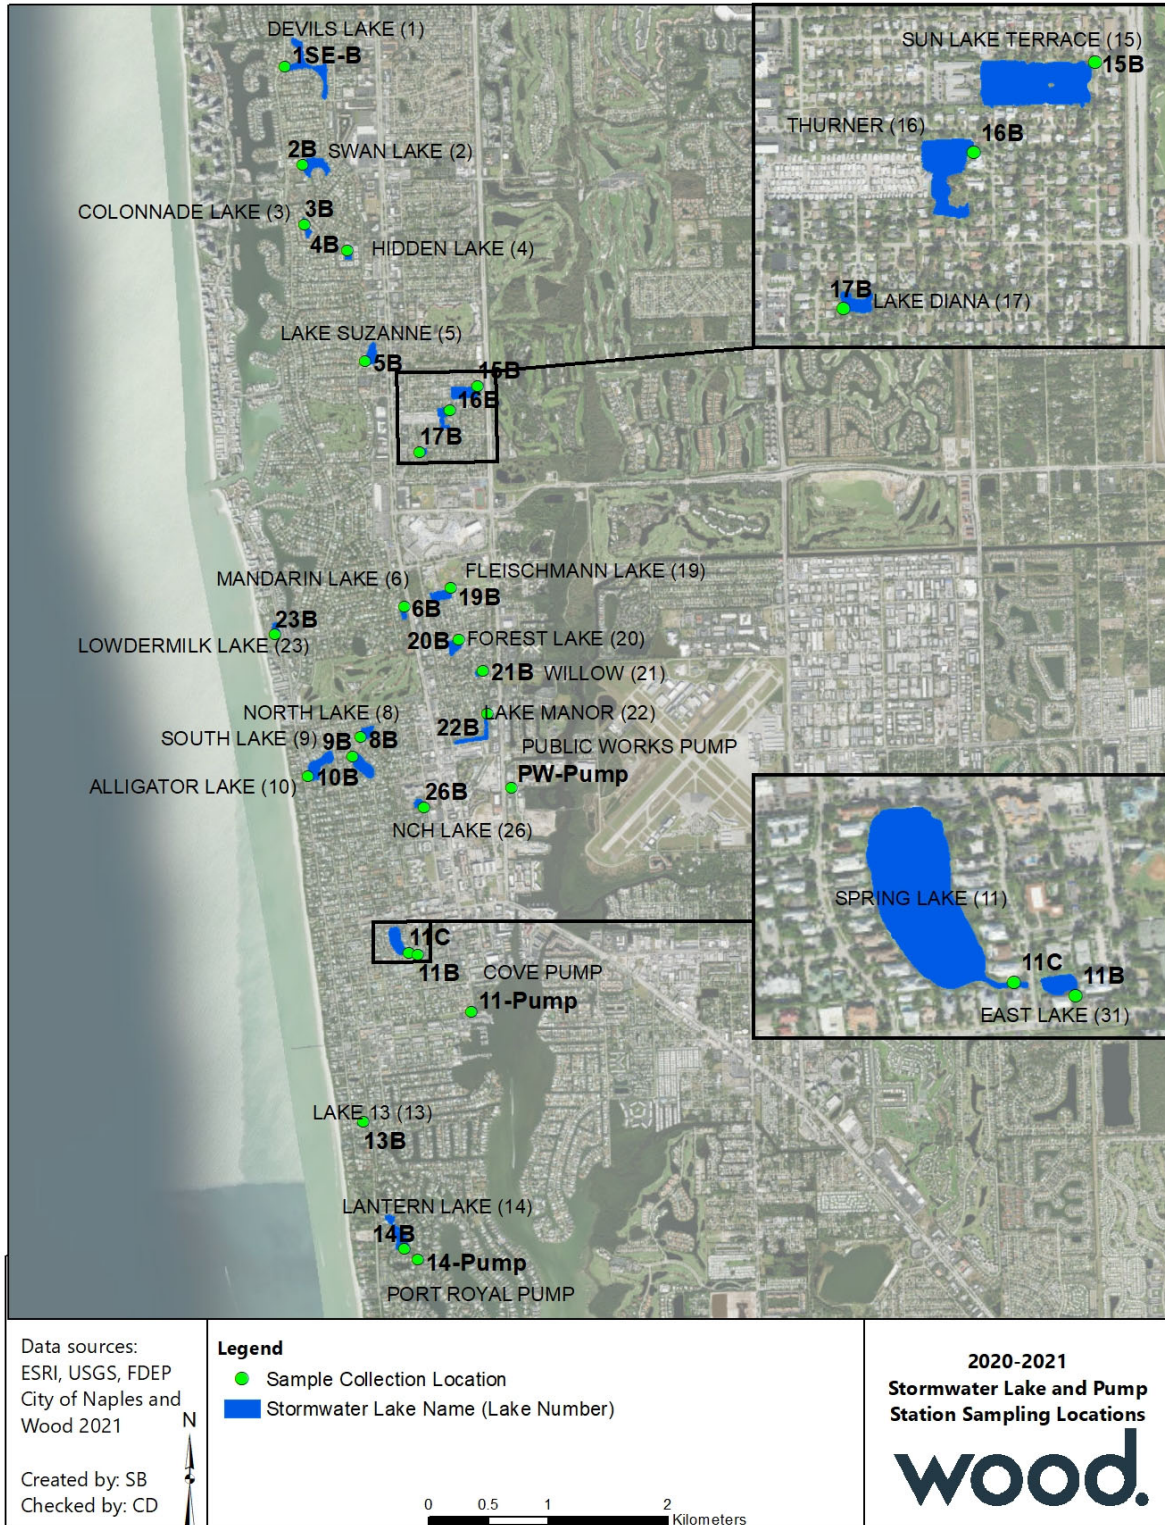 DEVILS LAKE (1)
1SE-B
2B
SWAN LAKE (2)
COLONNADE LAKE (3)
3B
4B
HIDDEN LAKE (4)
LAKE SUZANNE (5)
5B
15B
16B
17B
SUN LAKE TERRACE (15)
15B
THURNER (16)
16B
17B
LAKE DIANA (17)
MANDARIN LAKE (6)
6B
FLEISCHMANN LAKE (19)
19B
23B
LOWDERMILK LAKE (23)
20B
FOREST LAKE (20)
21B
WILLOW (21)
NORTH LAKE (8)
8B
SOUTH LAKE (9)
9B
LAKE MANOR (22)
22B
PUBLIC WORKS PUMP
PW-Pump
ALLIGATOR LAKE (10)
10B
26B
NCH LAKE (26)
11C
11B
COVE PUMP
11-Pump
SPRING LAKE (11)
11C
11B
EAST LAKE (31)
LAKE 13 (13)
13B
LANTERN LAKE (14)
14B
14-Pump
PORT ROYAL PUMP
Data sources:
ESRI, USGS, FDEP
City of Naples and
Wood 2021
N
Created by: SB
Checked by: CD
Legend
Sample Collection Location
Stormwater Lake Name (Lake Number)
0 0.5 1 2
Kilometers
2020-2021
Stormwater Lake and Pump
Station Sampling Locations
wood.